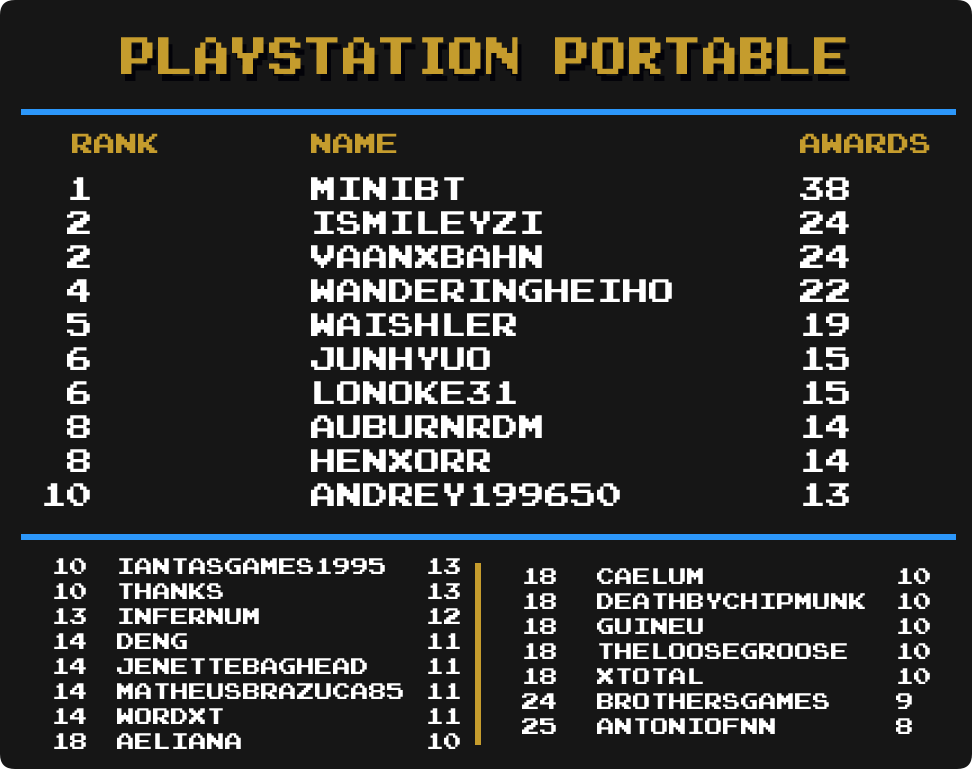 PLAYSTATION PORTABLE
RANK NAME AWARDS
1 MINIBT 38
2 ISMILEYZI 24
2 VAANXBAHN 24
4 WANDERINGHEIHO 22
5 WAISHLER 19
6 JUNHYUO 15
6 LONOKE31 15
8 AUBURNRDM 14
8 HENXORR 14
10 ANDREY199650 13
10 IANTASGAMES1995 13
10 THANKS 13
13 INFERNUM 12
14 DENG 11
14 JENETTEBAGHEAD 11
14 MATHEUSBRAZUCA85 11
14 WORDXT 11
18 AELIANA 10
18 CAELUM 10
18 DEATHBYCHIPMUNK 10
18 GUINEU 10
18 THELOOSEGROOSE 10
18 XTOTAL 10
24 BROTHERSGAMES 9
25 ANTONIOFNN 8